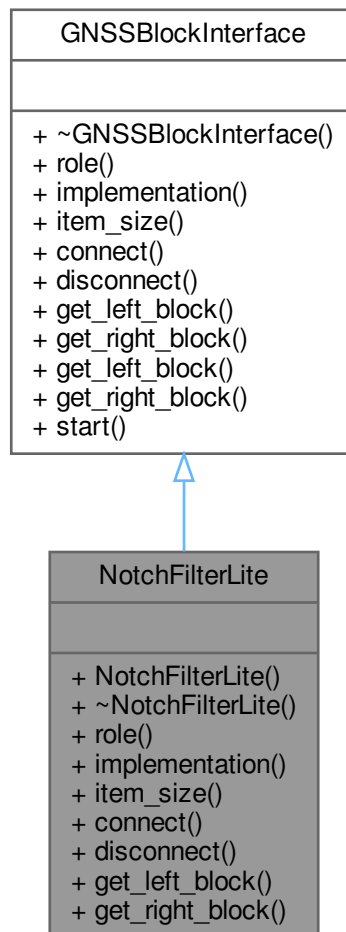 GNSSBlockInterface
+ ~GNSSBlockInterface()
+ role()
+ implementation()
+ item_size()
+ connect()
+ disconnect()
+ get_left_block()
+ get_right_block()
+ get_left_block()
+ get_right_block()
+ start()
NotchFilterLite
+ NotchFilterLite()
+ ~NotchFilterLite()
+ role()
+ implementation()
+ item_size()
+ connect()
+ disconnect()
+ get_left_block()
+ get_right_block()